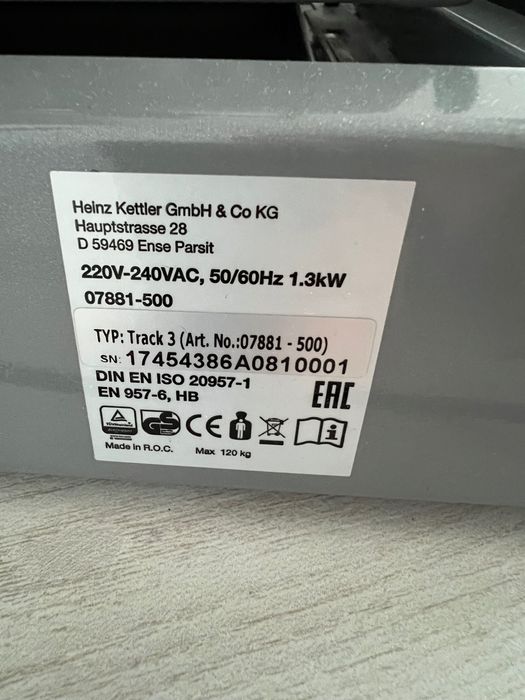 Heinz Kettler GmbH & Co KG
Hauptstrasse 28
D 59469 Ense Parsit
220V-240VAC, 50/60Hz 1.3kW
07881-500
TYP: Track 3 (Art. No.:07881 - 500)
SN: 17454386A0810001
DIN EN ISO 20957-1
EN 957-6, HB
EAC
GS CE
Made in R.O.C. Max 120 kg